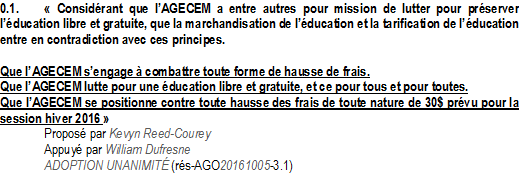 0.1. « Considérant que l’AGECEM a entre autres pour mission de lutter pour préserver
l’éducation libre et gratuite, que la marchandisation de l’éducation et la tarification de l’éducation
entre en contradiction avec ces principes.
Que l’AGECEM s’engage à combattre toute forme de hausse de frais.
Que l’AGECEM lutte pour une éducation libre et gratuite, et ce pour tous et pour toutes.
Que l’AGECEM se positionne contre toute hausse des frais de toute nature de 30$ prévu pour la
session hiver 2016 »
Proposé par Kevyn Reed-Courey
Appuyé par William Dufresne
ADOPTION UNANIMITÉ (rés-AGO20161005-3.1)